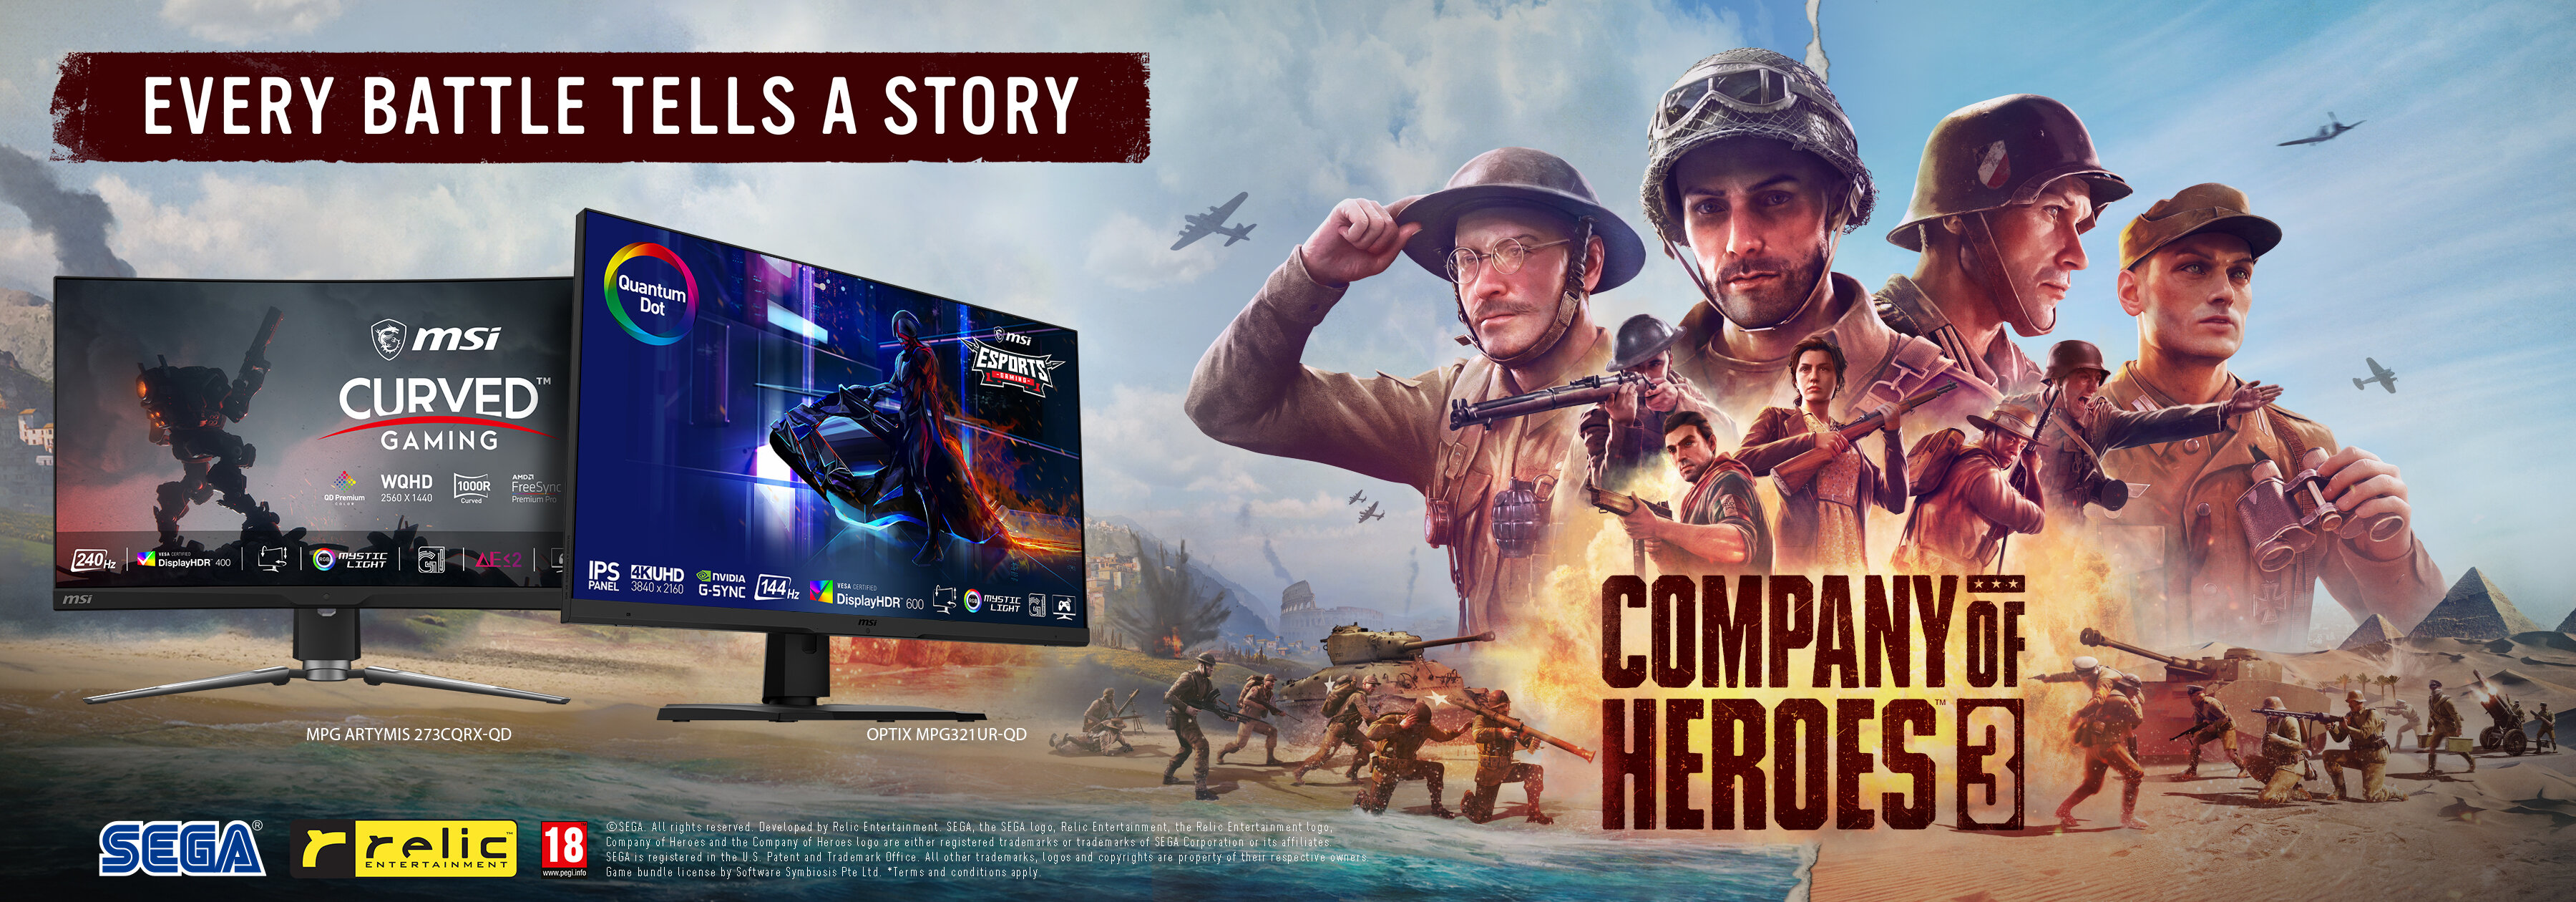 EVERY BATTLE TELLS A STORY
msi
CURVED™
GAMING
QD Premium
COLOR
WQHD
2560 X 1440
1000R
Curved
AMD
FreeSync
Premium Pro
240Hz
VESA CERTIFIED
DisplayHDR™ 400
RGB
MYSTIC
LIGHT
ΔE≤2
msi
Quantum
Dot
msi
ESPORTS
GAMING
IPS
PANEL
4KUHD
3840 x 2160
NVIDIA
G-SYNC
144Hz
VESA CERTIFIED
DisplayHDR™ 600
RGB
MYSTIC
LIGHT
msi
MPG ARTYMIS 273CQRX-QD
OPTIX MPG321UR-QD
COMPANY OF
HEROES™ 3
SEGA®
r relic™
ENTERTAINMENT
18
www.pegi.info
©SEGA. All rights reserved. Developed by Relic Entertainment. SEGA, the SEGA logo, Relic Entertainment, the Relic Entertainment logo,
Company of Heroes and the Company of Heroes logo are either registered trademarks or trademarks of SEGA Corporation or its affiliates.
SEGA is registered in the U.S. Patent and Trademark Office. All other trademarks, logos and copyrights are property of their respective owners.
Game bundle license by Software Symbiosis Pte Ltd. *Terms and conditions apply.